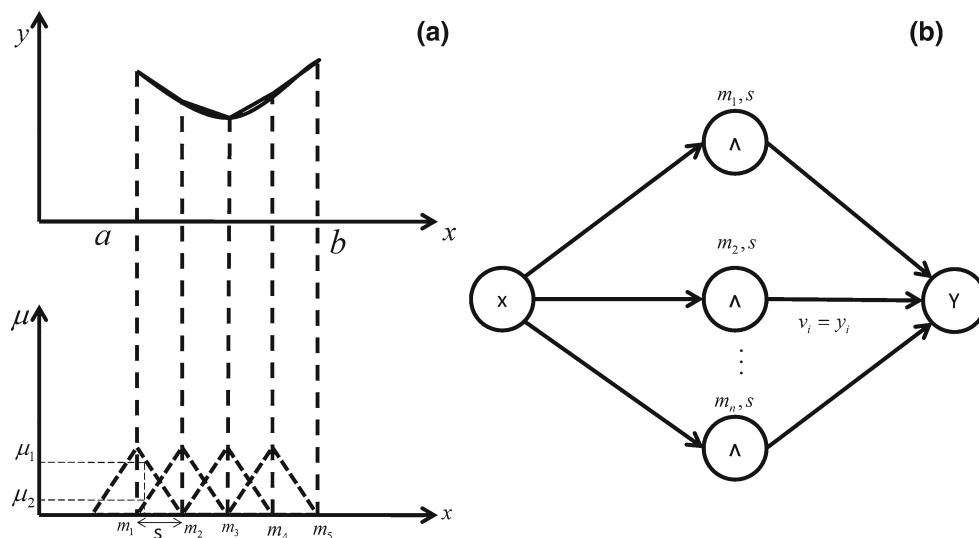 (a)
y
a
b
x
μ
μ₁
μ₂
m₁
s
m₂
m₃
m₄
m₅
x
(b)
m₁, s
∧
m₂, s
x
∧
Y
vᵢ = yᵢ
⋮
mₙ, s
∧